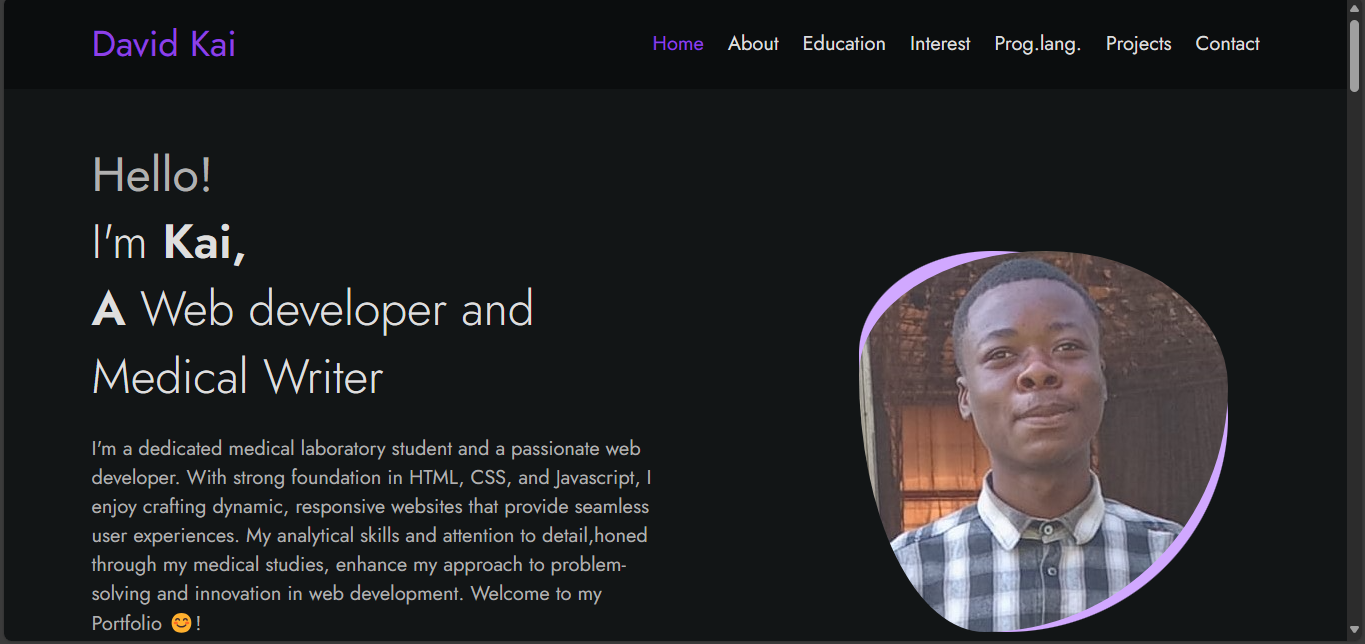 David Kai
Home About Education Interest Prog.lang. Projects Contact
Hello!
I'm Kai,
A Web developer and
Medical Writer
I'm a dedicated medical laboratory student and a passionate web
developer. With strong foundation in HTML, CSS, and Javascript, I
enjoy crafting dynamic, responsive websites that provide seamless
user experiences. My analytical skills and attention to detail,honed
through my medical studies, enhance my approach to problem-
solving and innovation in web development. Welcome to my
Portfolio 😊!